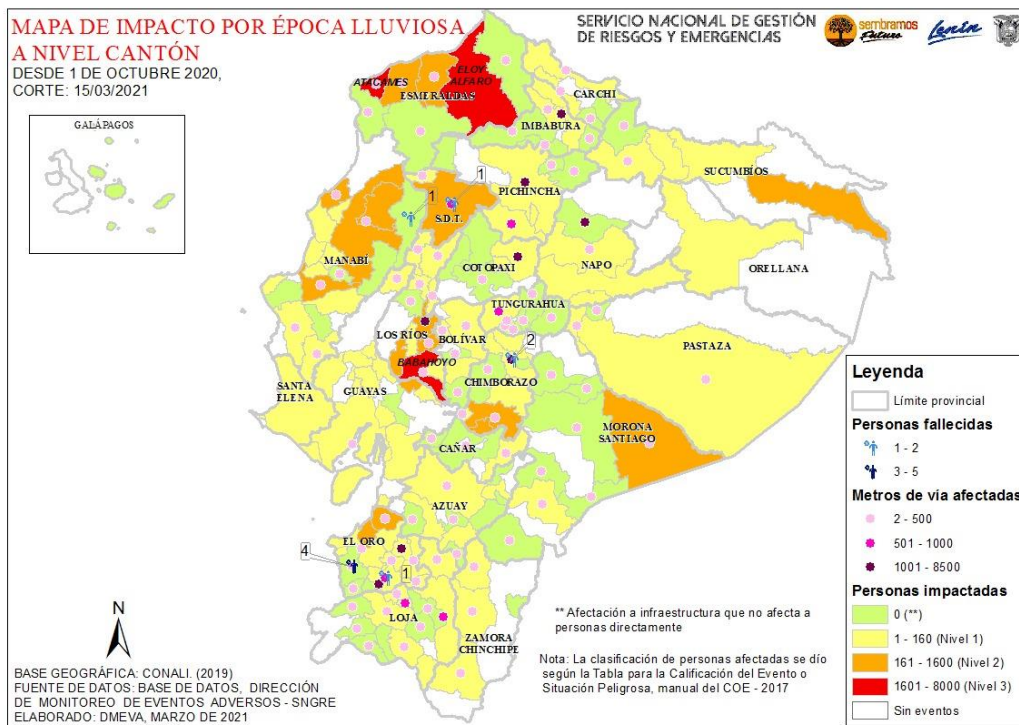 MAPA DE IMPACTO POR ÉPOCA LLUVIOSA
A NIVEL CANTÓN
DESDE 1 DE OCTUBRE 2020,
CORTE: 15/03/2021
SERVICIO NACIONAL DE GESTIÓN
DE RIESGOS Y EMERGENCIAS
sembramos
Futuro
Lenín
GALÁPAGOS
ATACAMES
ELOY
ALFARO
ESMERALDAS
CARCHI
IMBABURA
SUCUMBÍOS
PICHINCHA
1
1
S.D.T.
MANABÍ
COTOPAXI
NAPO
ORELLANA
TUNGURAHUA
LOS RÍOS
BOLÍVAR
2
PASTAZA
BABAHOYO
CHIMBORAZO
SANTA
ELENA
GUAYAS
MORONA
SANTIAGO
CAÑAR
AZUAY
EL ORO
4
1
LOJA
ZAMORA
CHINCHIPE
N
Leyenda
Límite provincial
Personas fallecidas
1 - 2
3 - 5
Metros de vía afectadas
2 - 500
501 - 1000
1001 - 8500
Personas impactadas
0 (**)
1 - 160 (Nivel 1)
161 - 1600 (Nivel 2)
1601 - 8000 (Nivel 3)
Sin eventos
** Afectación a infraestructura que no afecta a
personas directamente
Nota: La clasificación de personas afectadas se dío
según la Tabla para la Calificación del Evento o
Situación Peligrosa, manual del COE - 2017
BASE GEOGRÁFICA: CONALI. (2019)
FUENTE DE DATOS: BASE DE DATOS, DIRECCIÓN
DE MONITOREO DE EVENTOS ADVERSOS - SNGRE
ELABORADO: DMEVA, MARZO DE 2021